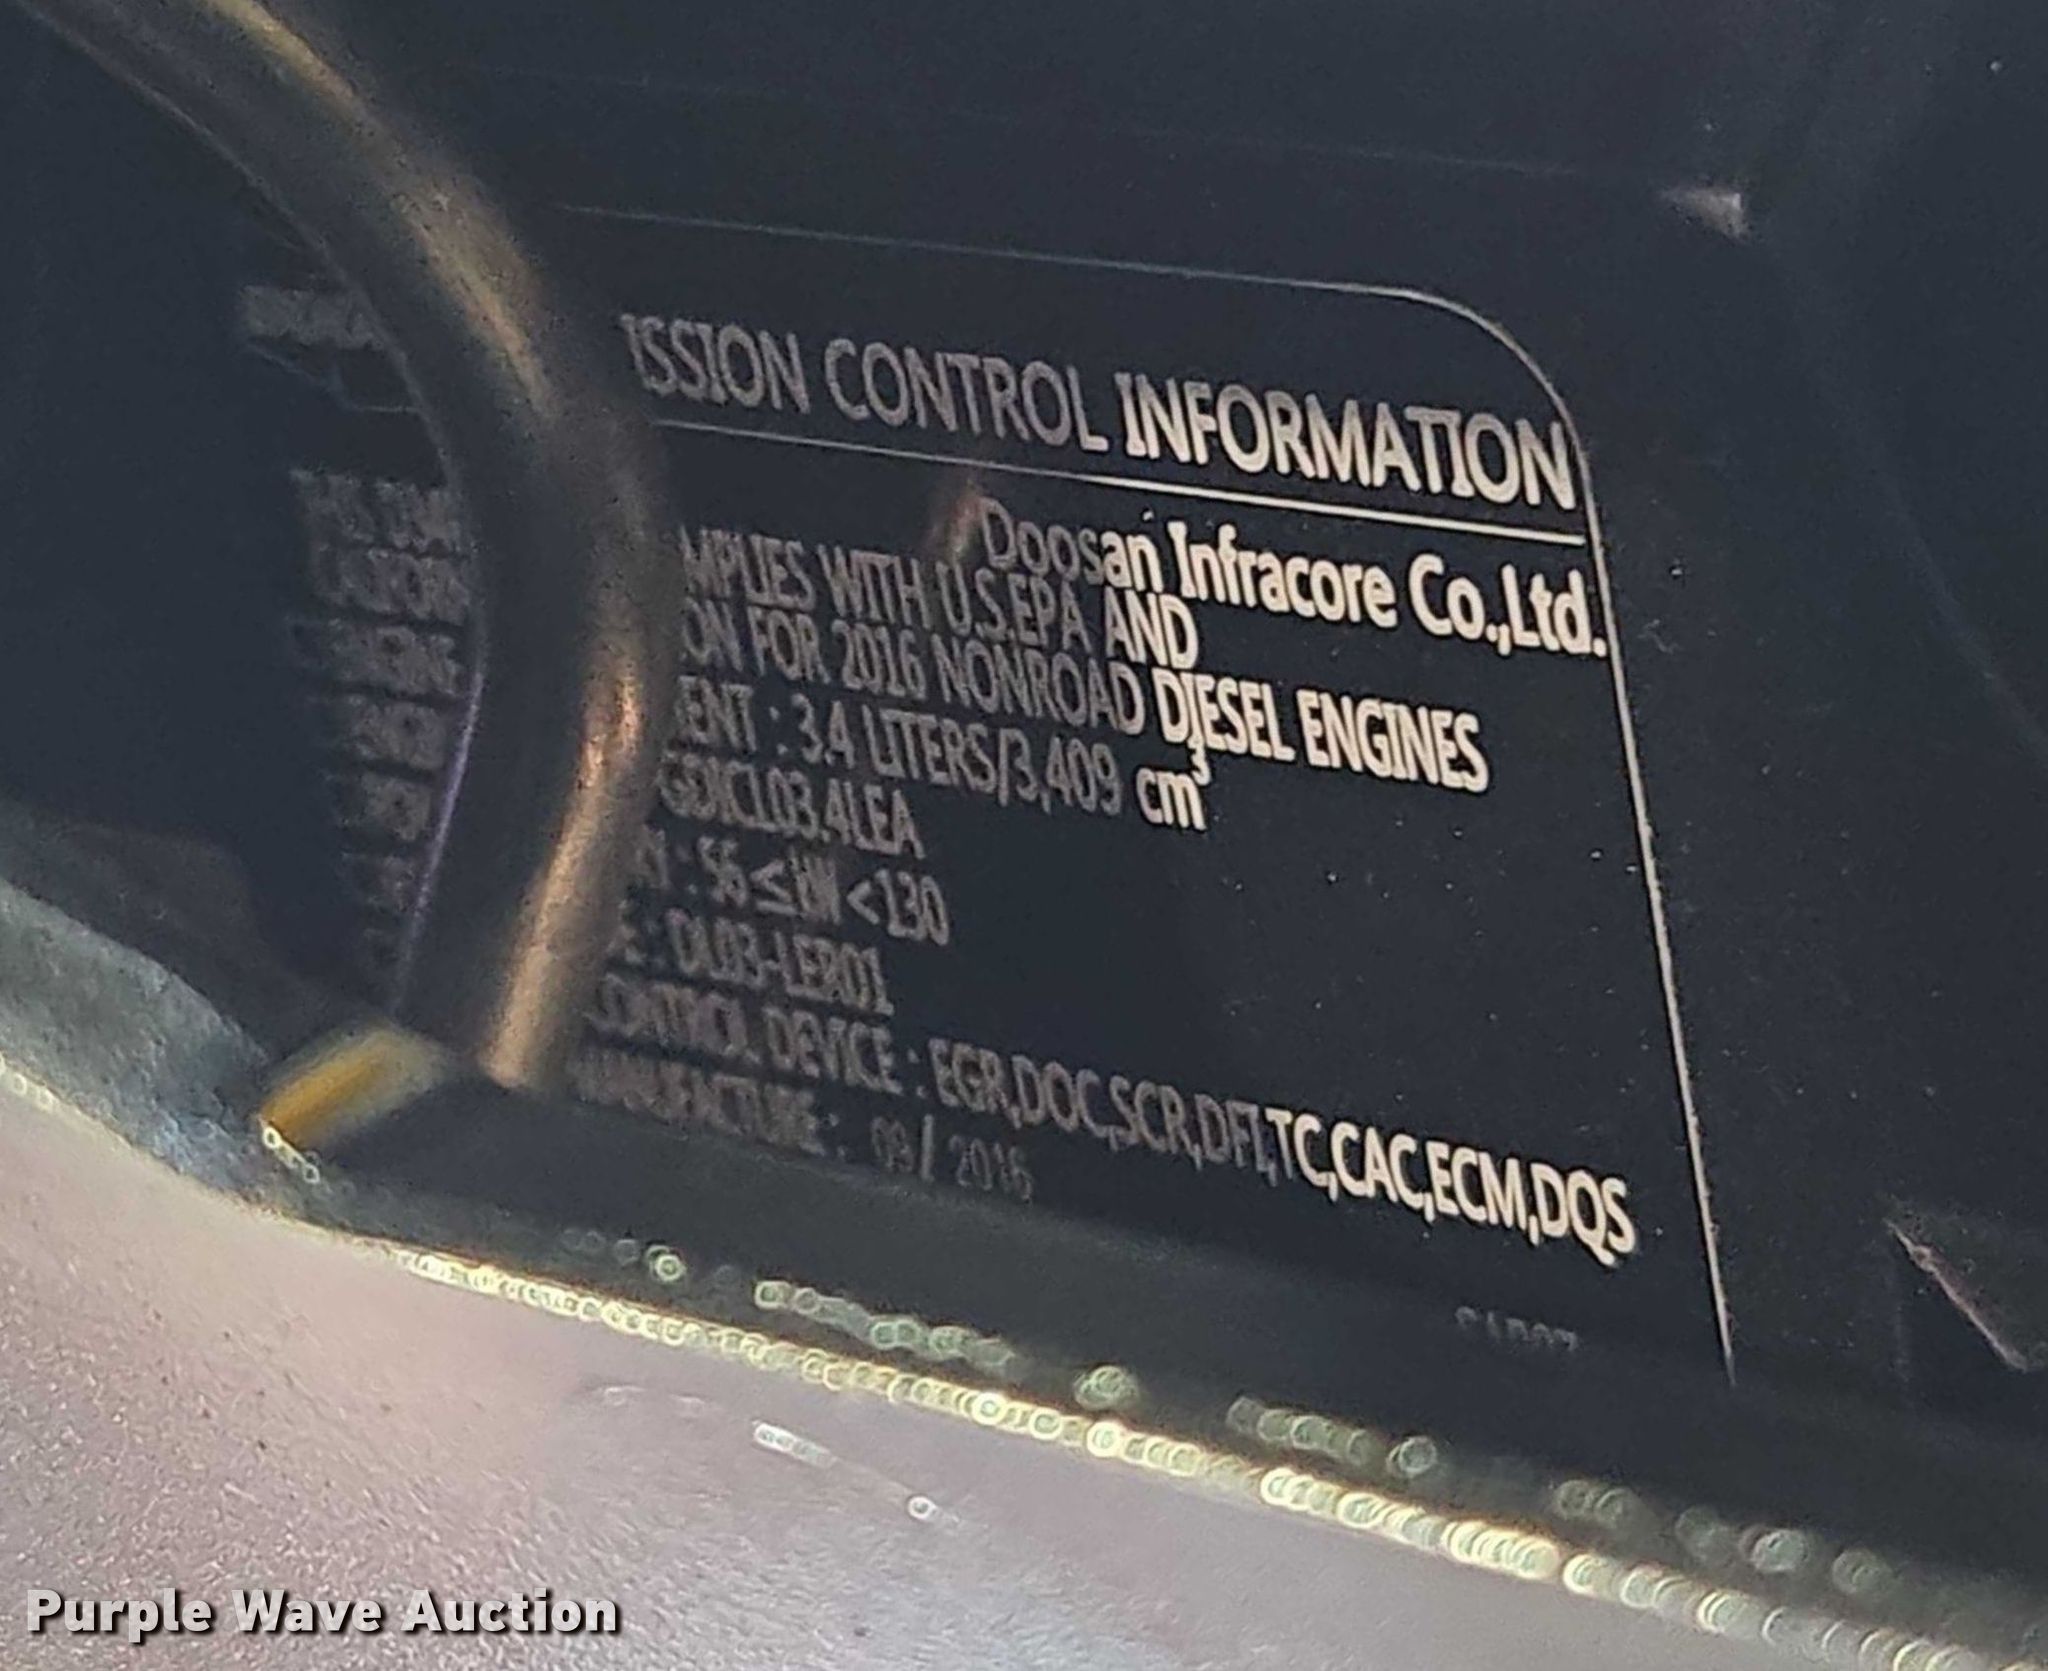 ISSION CONTROL INFORMATION
Doosan Infracore Co.,Ltd.
MPLIES WITH U.S.EPA AND
ON FOR 2016 NONROAD DIESEL ENGINES
ENT : 3.4 LITERS/3,409 cm³
GDICL03.4LEA
: 56≤kW<130
E : DL03-LER01
CONTROL DEVICE : EGR,DOC,SCR,DFI,TC,CAC,ECM,DQS
MANUFACTURE : 09/ 2016
Purple Wave Auction